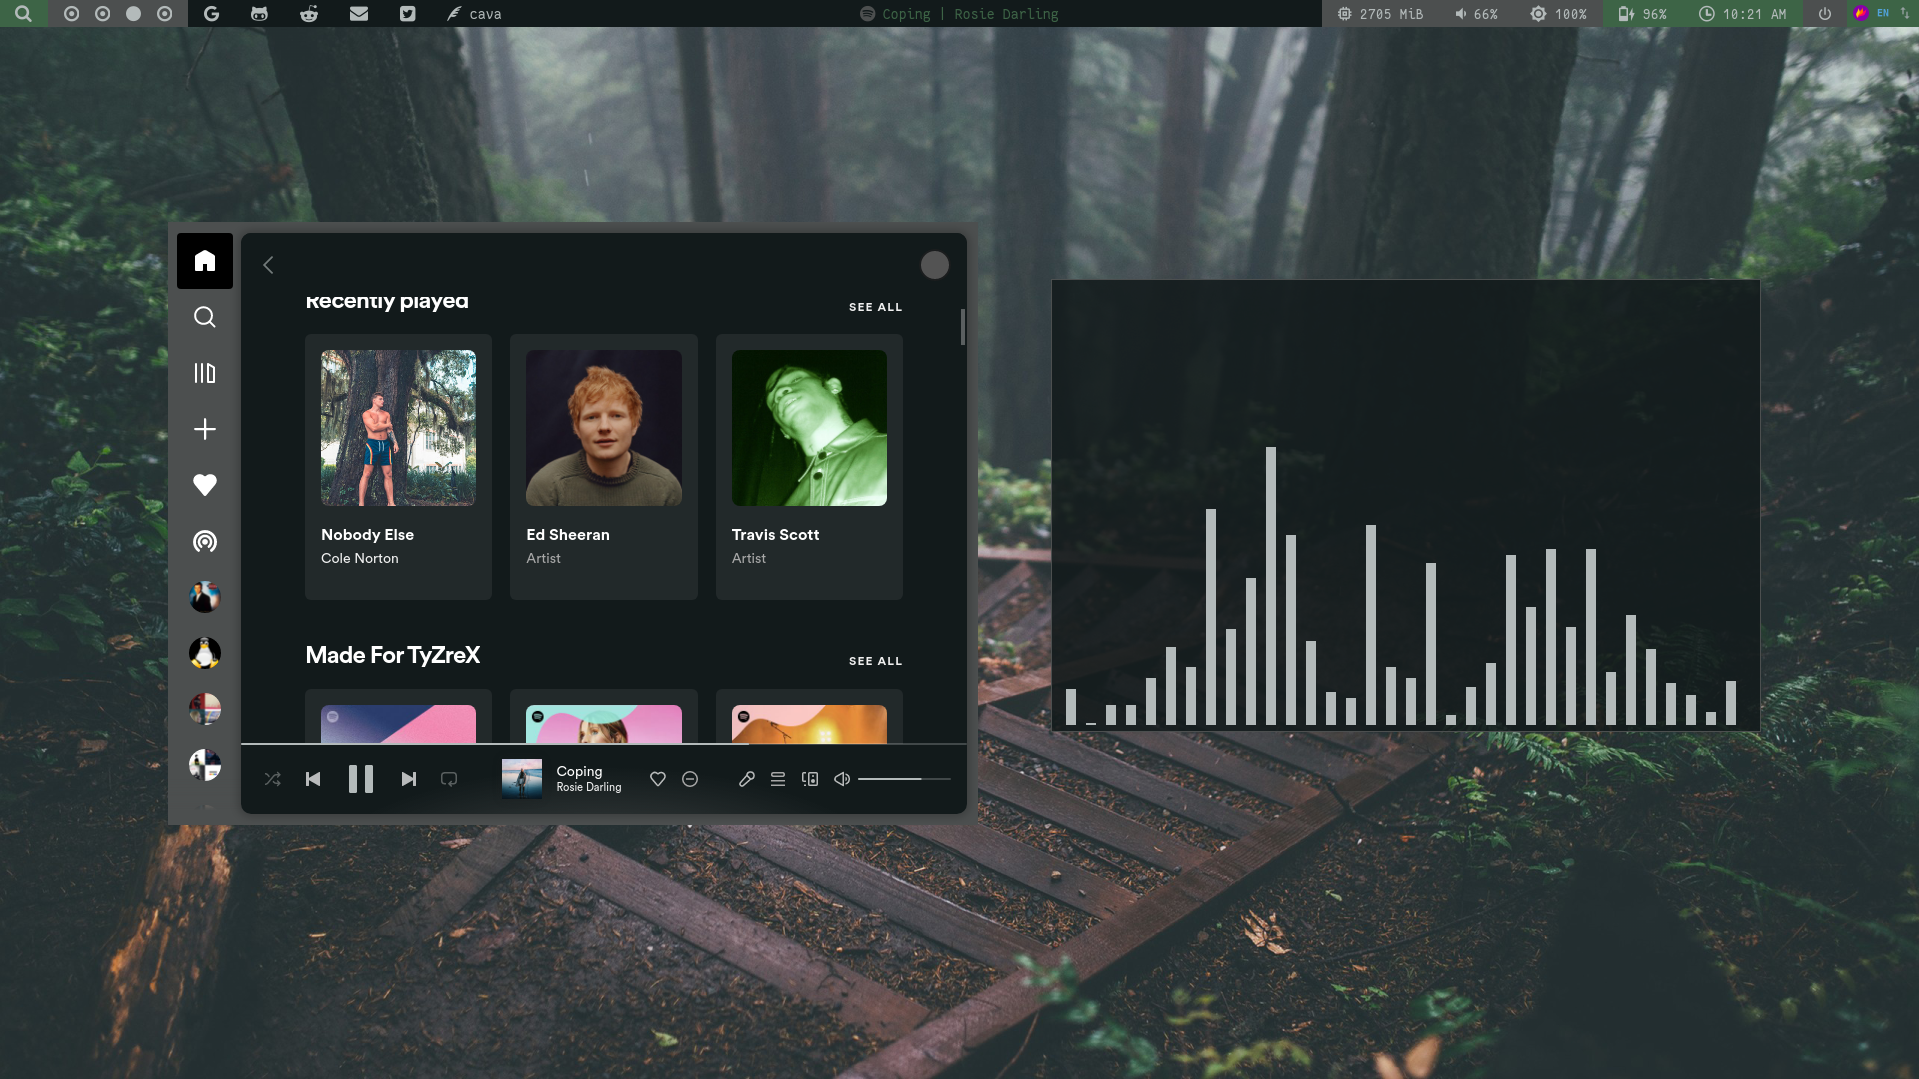 cava
Coping | Rosie Darling
2705 MiB
66%
100%
96%
10:21 AM
EN
Recently played
SEE ALL
Nobody Else
Cole Norton
Ed Sheeran
Artist
Travis Scott
Artist
Made For TyZreX
SEE ALL
Coping
Rosie Darling